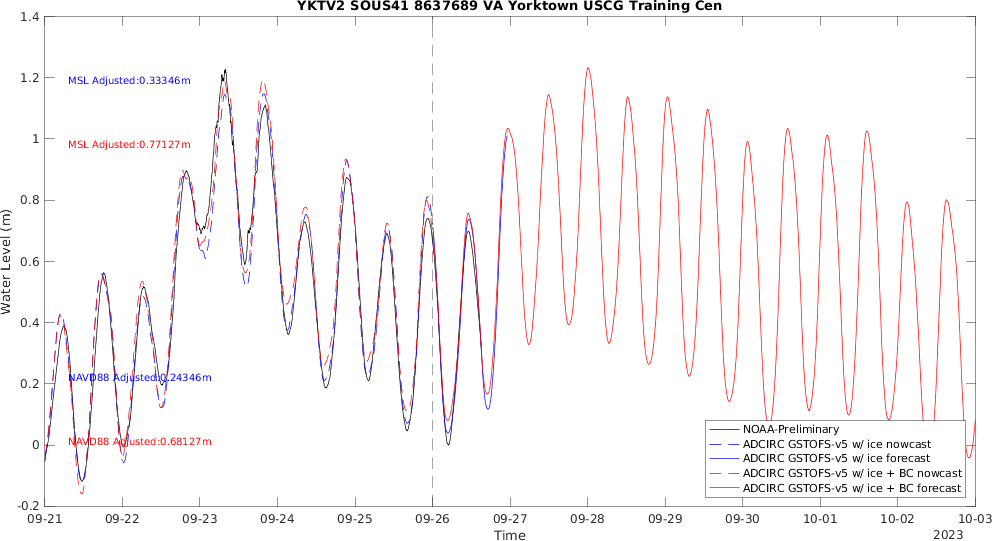 YKTV2 SOUS41 8637689 VA Yorktown USCG Training Cen
1.4
1.2
1
0.8
0.6
0.4
0.2
0
-0.2
Water Level (m)
MSL Adjusted:0.33346m
MSL Adjusted:0.77127m
NAVD88 Adjusted:0.24346m
NAVD88 Adjusted:0.68127m
NOAA-Preliminary
ADCIRC GSTOFS-v5 w/ ice nowcast
ADCIRC GSTOFS-v5 w/ ice forecast
ADCIRC GSTOFS-v5 w/ ice + BC nowcast
ADCIRC GSTOFS-v5 w/ ice + BC forecast
09-21 09-22 09-23 09-24 09-25 09-26 09-27 09-28 09-29 09-30 10-01 10-02 10-03
Time
2023